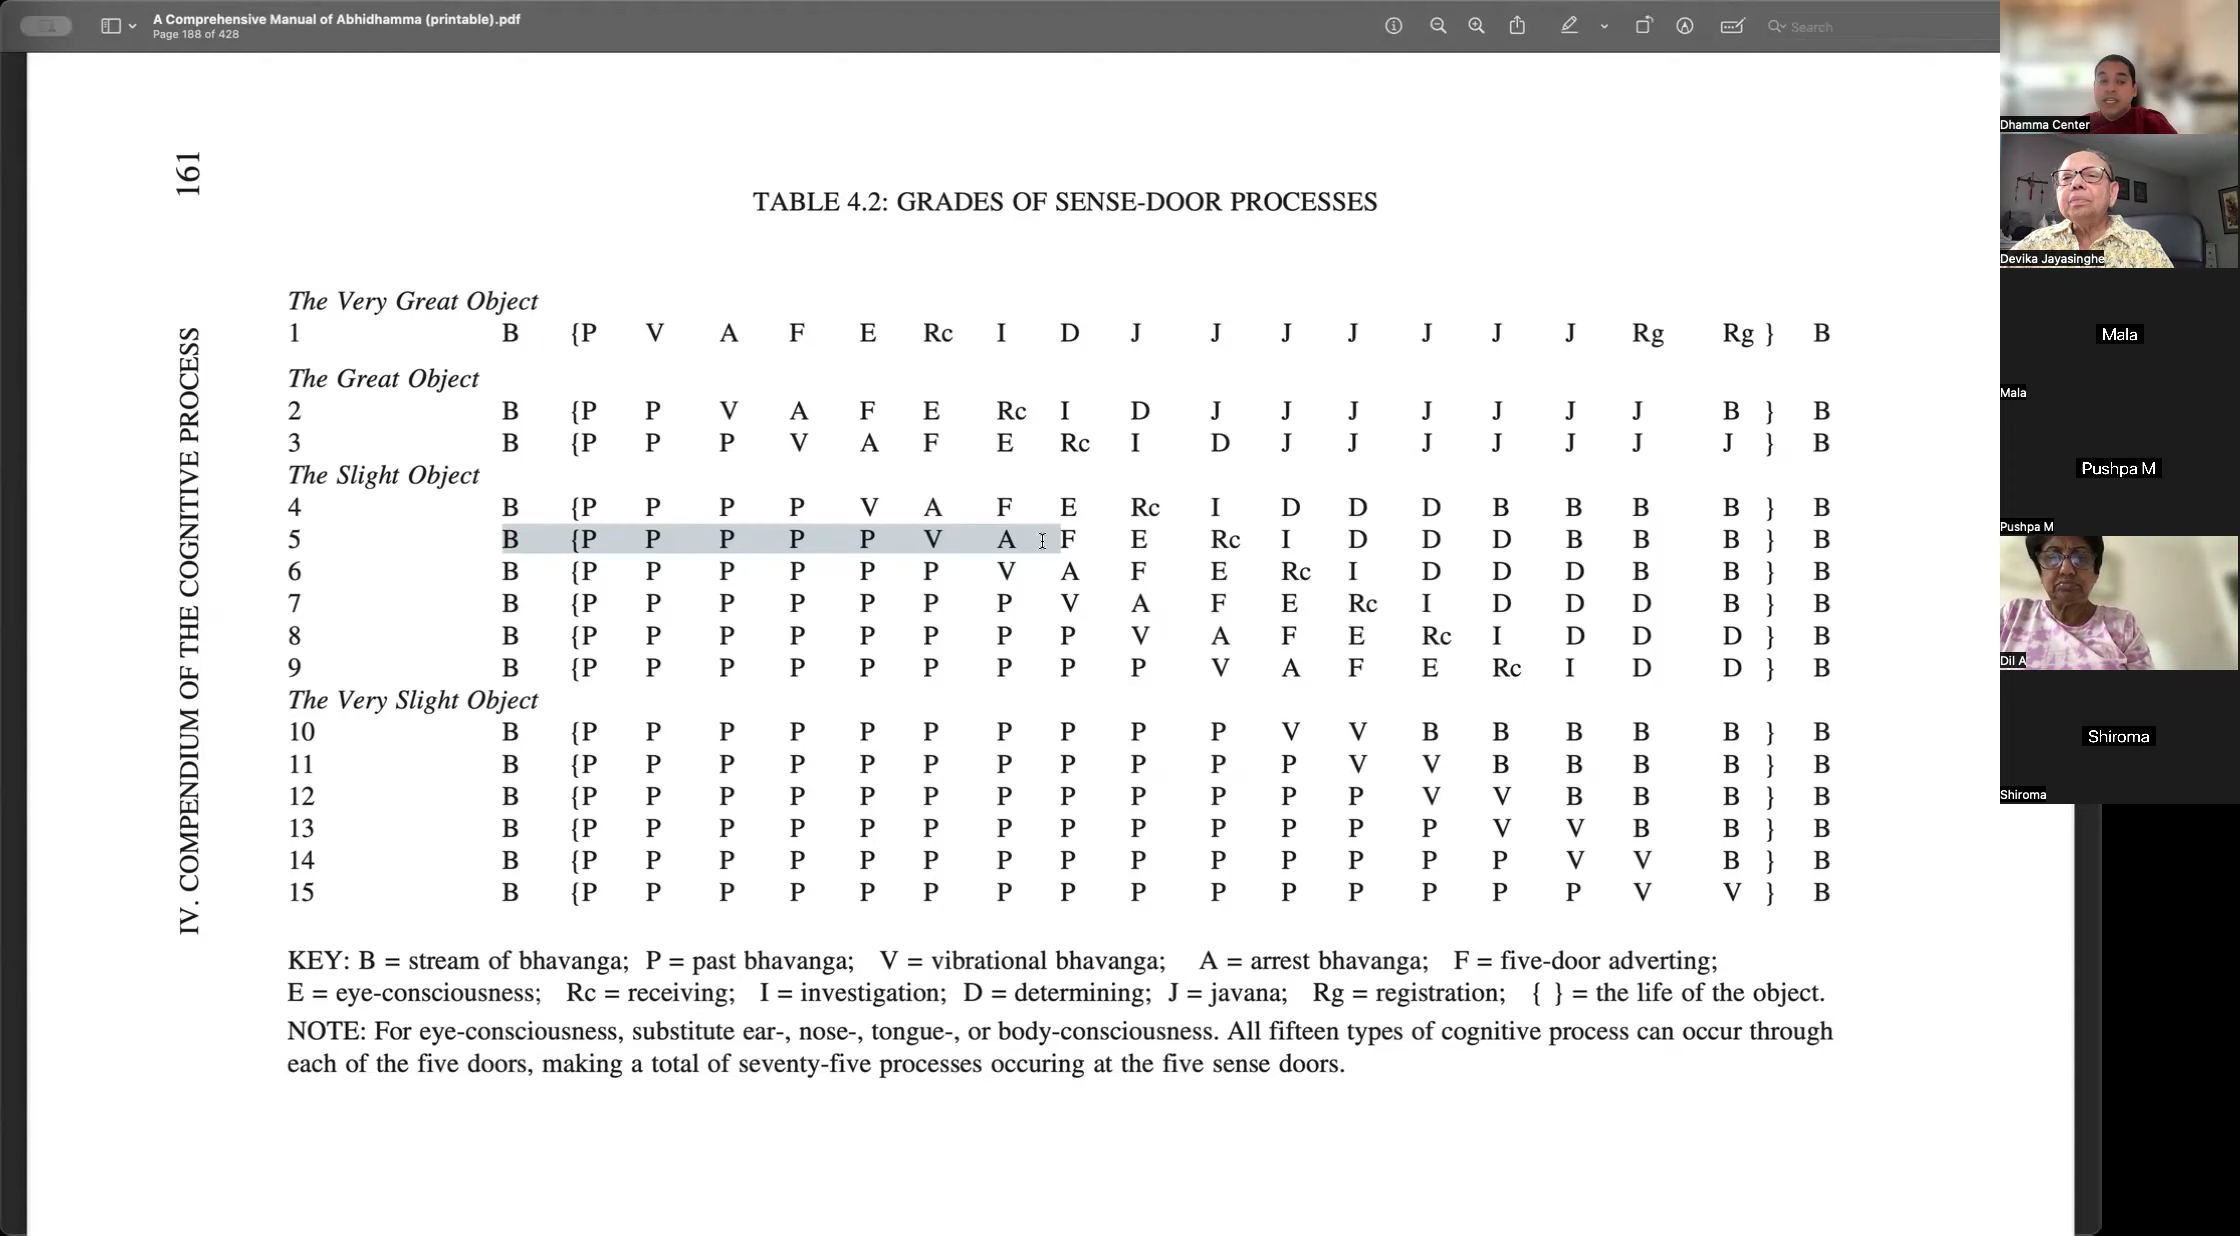 A Comprehensive Manual of Abhidhamma (printable).pdf
Page 188 of 428
Search
161
IV. COMPENDIUM OF THE COGNITIVE PROCESS
TABLE 4.2: GRADES OF SENSE-DOOR PROCESSES
The Very Great Object
1 B {P V A F E Rc I D J J J J J J J Rg Rg } B
The Great Object
2 B {P P V A F E Rc I D J J J J J J J B } B
3 B {P P P V A F E Rc I D J J J J J J J } B
The Slight Object
4 B {P P P P V A F E Rc I D D D B B B B } B
5 B {P P P P P V A F E Rc I D D D B B B } B
6 B {P P P P P P V A F E Rc I D D D B B } B
7 B {P P P P P P P V A F E Rc I D D D B } B
8 B {P P P P P P P P V A F E Rc I D D D } B
9 B {P P P P P P P P P V A F E Rc I D D } B
The Very Slight Object
10 B {P P P P P P P P P P V V B B B B B } B
11 B {P P P P P P P P P P P V V B B B B } B
12 B {P P P P P P P P P P P P V V B B B } B
13 B {P P P P P P P P P P P P P V V B B } B
14 B {P P P P P P P P P P P P P P V V B } B
15 B {P P P P P P P P P P P P P P P V V } B
KEY: B = stream of bhavanga; P = past bhavanga; V = vibrational bhavanga; A = arrest bhavanga; F = five-door adverting;
E = eye-consciousness; Rc = receiving; I = investigation; D = determining; J = javana; Rg = registration; { } = the life of the object.
NOTE: For eye-consciousness, substitute ear-, nose-, tongue-, or body-consciousness. All fifteen types of cognitive process can occur through
each of the five doors, making a total of seventy-five processes occuring at the five sense doors.
Dhamma Center
Devika Jayasinghe
Mala
Mala
Pushpa M
Pushpa M
Dil A
Shiroma
Shiroma